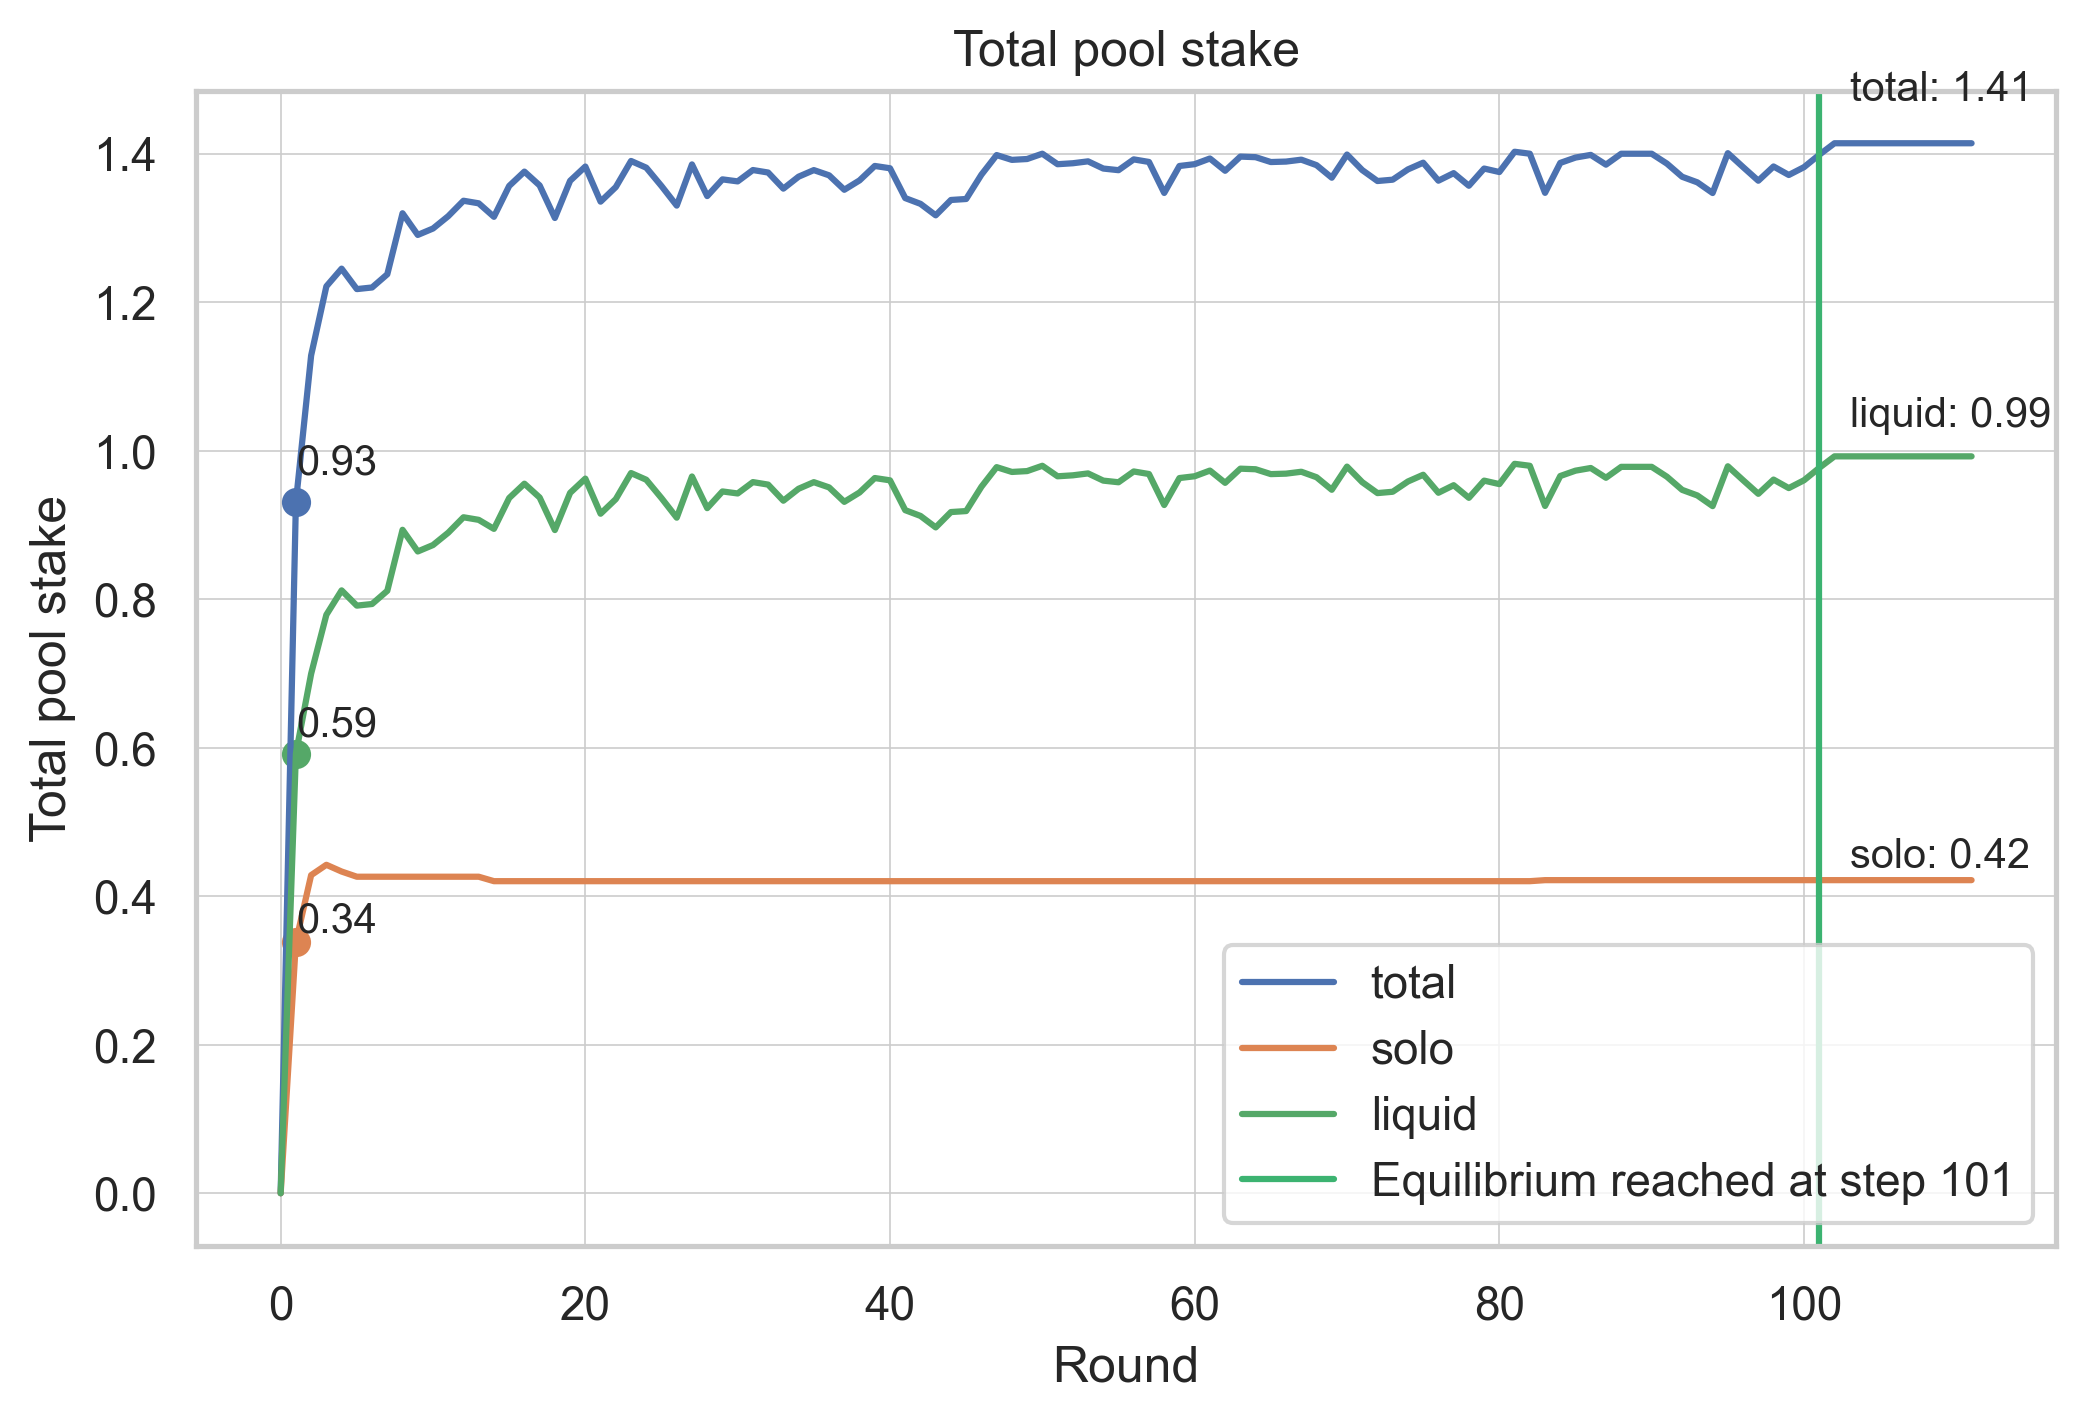 Total pool stake
total: 1.41
1.4
1.2
liquid: 0.99
1.0
0.93
0.8
0.59
0.6
solo: 0.42
0.4
0.34
0.2
0.0
Total pool stake
total
solo
liquid
Equilibrium reached at step 101
0 20 40 60 80 100
Round